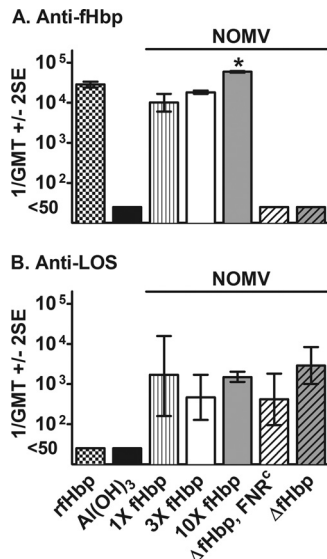 A. Anti-fHbp
NOMV
*
1/GMT +/- 2SE
10⁵
10⁴
10³
10²
<50
B. Anti-LOS
NOMV
1/GMT +/- 2SE
10⁵
10⁴
10³
10²
<50
rfHbp
Al(OH)₃
1X fHbp
3X fHbp
10X fHbp
ΔfHbp, FNRᶜ
ΔfHbp